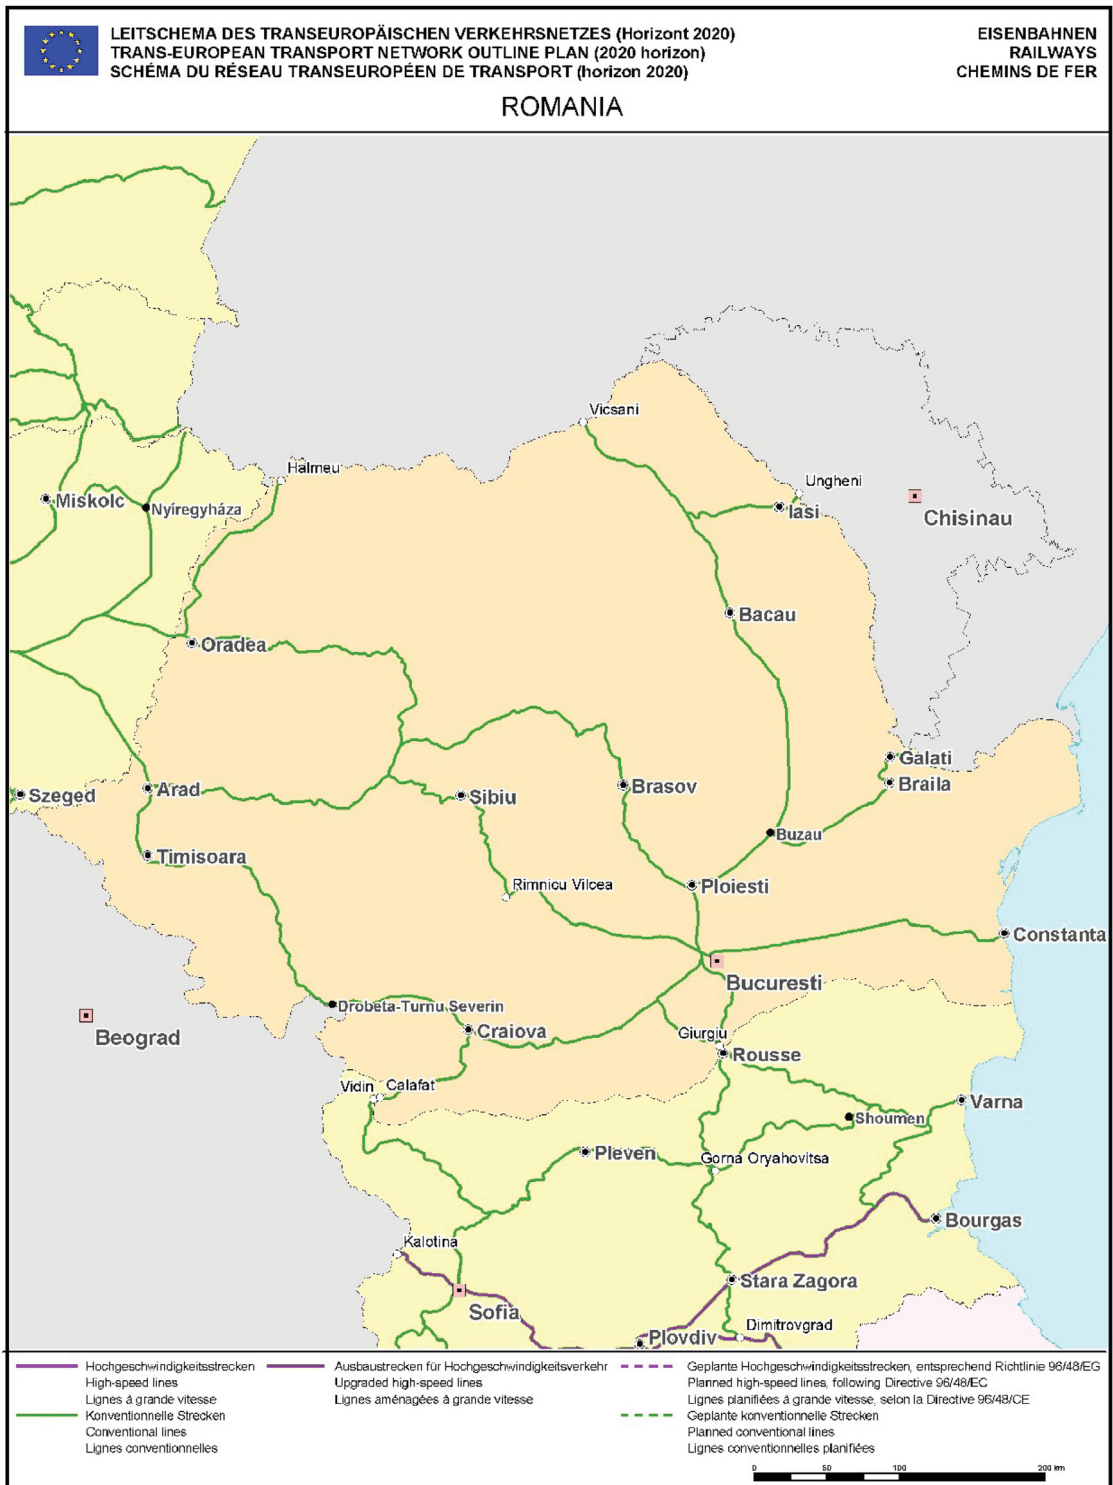 LEITSCHEMA DES TRANSEUROPÄISCHEN VERKEHRSNETZES (Horizont 2020)
TRANS-EUROPEAN TRANSPORT NETWORK OUTLINE PLAN (2020 horizon)
SCHÉMA DU RÉSEAU TRANSEUROPÉEN DE TRANSPORT (horizon 2020)
EISENBAHNEN
RAILWAYS
CHEMINS DE FER
ROMANIA
Vicsani
Halmeu
Ungheni
Miskolc
Nyíregyháza
Iasi
Chisinau
Bacau
Oradea
Galati
Braila
Szeged
Arad
Sibiu
Brasov
Buzau
Timisoara
Rimnicu Vilcea
Ploiesti
Constanta
Bucuresti
Drobeta-Turnu Severin
Beograd
Craiova
Giurgiu
Rousse
Vidin
Calafat
Varna
Shoumen
Pleven
Gorna Oryahovitsa
Bourgas
Kalotina
Stara Zagora
Sofia
Dimitrovgrad
Plovdiv
Hochgeschwindigkeitsstrecken
High-speed lines
Lignes à grande vitesse
Konventionnelle Strecken
Conventional lines
Lignes conventionnelles
Ausbaustrecken für Hochgeschwindigkeitsverkehr
Upgraded high-speed lines
Lignes aménagées à grande vitesse
Geplante Hochgeschwindigkeitsstrecken, entsprechend Richtlinie 96/48/EG
Planned high-speed lines, following Directive 96/48/EC
Lignes planifiées à grande vitesse, selon la Directive 96/48/CE
Geplante konventionelle Strecken
Planned conventional lines
Lignes conventionnelles planifiées
0 50 100 200 km